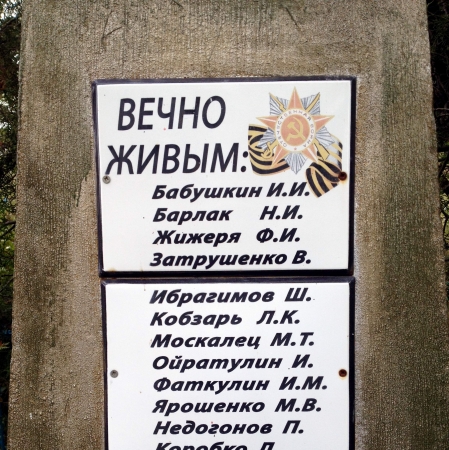 ВЕЧНО
ЖИВЫМ:
Бабушкин И.И.
Барлак Н.И.
Жижеря Ф.И.
Затрушенко В.
Ибрагимов Ш.
Кобзарь Л.К.
Москалец М.Т.
Ойратулин И.
Фаткулин И.М.
Ярошенко М.В.
Недогонов П.